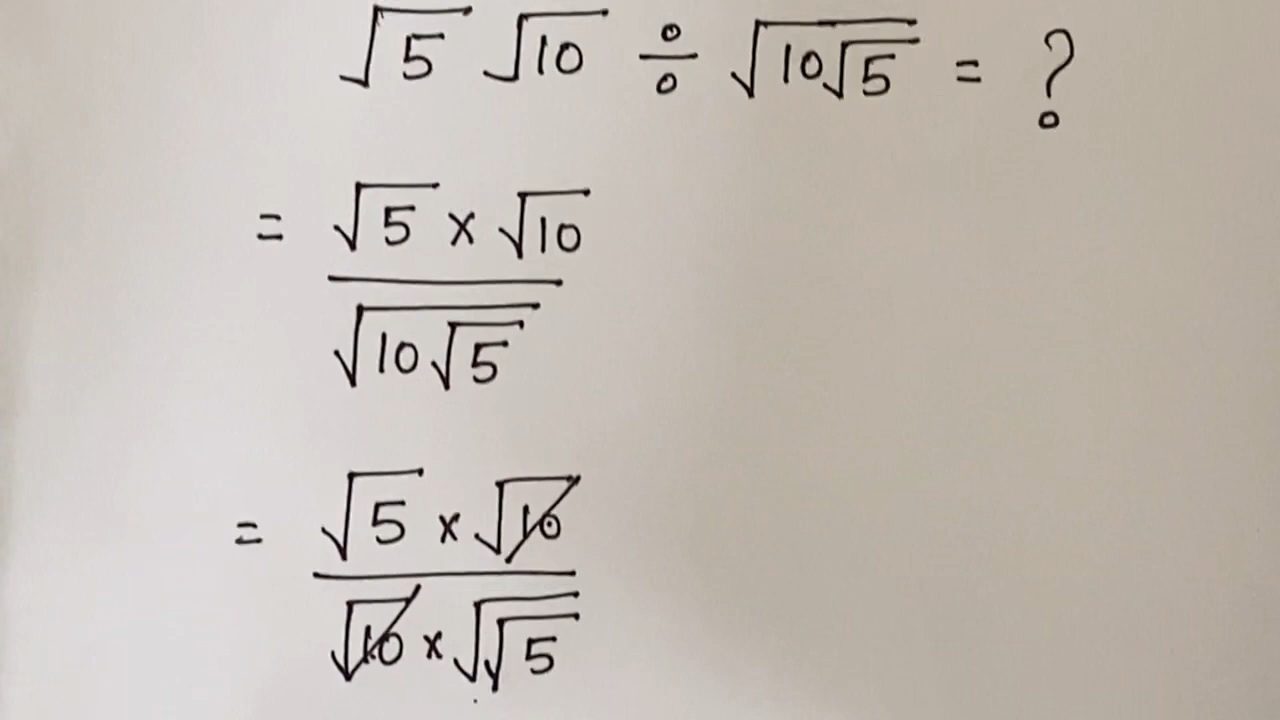 √5 √10 ÷ √(10√5) = ?
= (√5 × √10) / √(10√5)
= (√5 × √10) / (√10 × √√5)